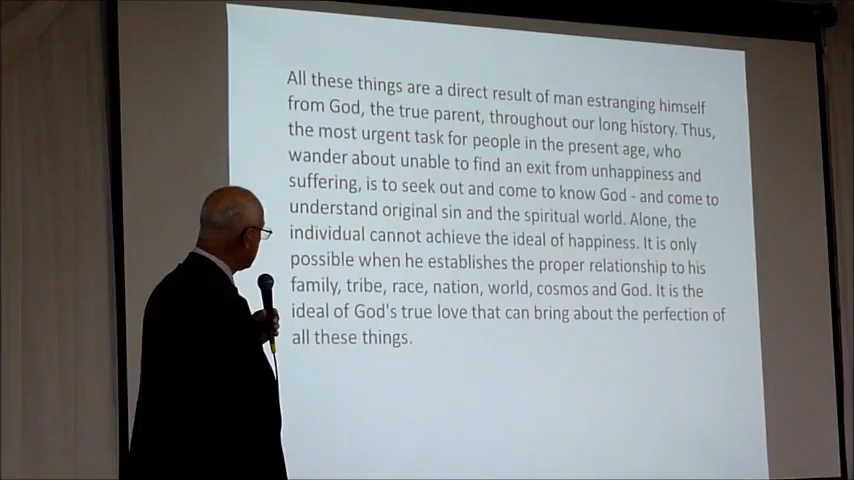 All these things are a direct result of man estranging himself
from God, the true parent, throughout our long history. Thus,
the most urgent task for people in the present age, who
wander about unable to find an exit from unhappiness and
suffering, is to seek out and come to know God - and come to
understand original sin and the spiritual world. Alone, the
individual cannot achieve the ideal of happiness. It is only
possible when he establishes the proper relationship to his
family, tribe, race, nation, world, cosmos and God. It is the
ideal of God's true love that can bring about the perfection of
all these things.